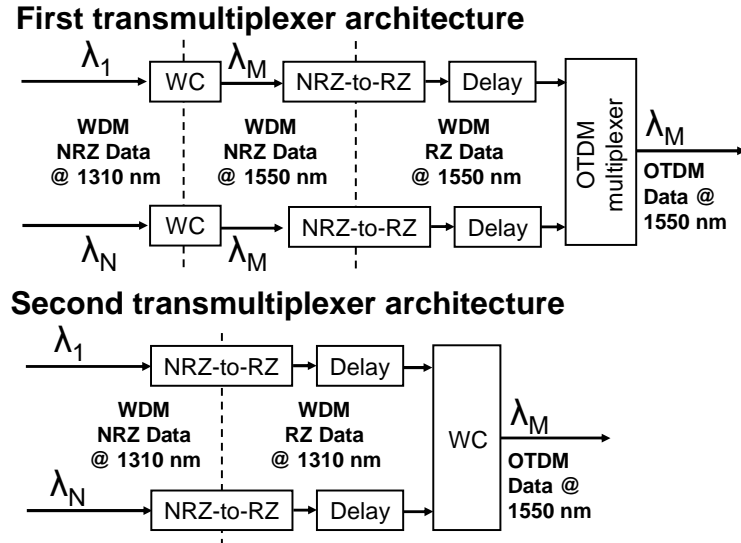 First transmultiplexer architecture
λ1
WC
λM
NRZ-to-RZ
Delay
OTDM
multiplexer
λM
WDM
NRZ Data
@ 1310 nm
WDM
NRZ Data
@ 1550 nm
WDM
RZ Data
@ 1550 nm
OTDM
Data @
1550 nm
λN
WC
λM
NRZ-to-RZ
Delay
Second transmultiplexer architecture
λ1
NRZ-to-RZ
Delay
WC
λM
WDM
NRZ Data
@ 1310 nm
WDM
RZ Data
@ 1310 nm
OTDM
Data @
1550 nm
λN
NRZ-to-RZ
Delay